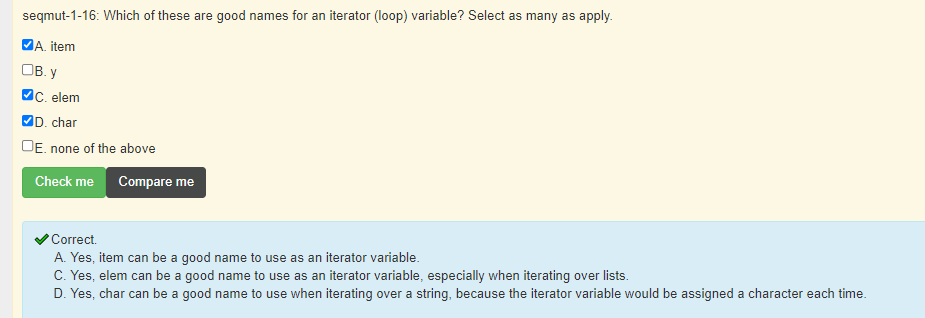 seqmut-1-16: Which of these are good names for an iterator (loop) variable? Select as many as apply.
A. item
B. y
C. elem
D. char
E. none of the above
Check me Compare me
Correct.
A. Yes, item can be a good name to use as an iterator variable.
C. Yes, elem can be a good name to use as an iterator variable, especially when iterating over lists.
D. Yes, char can be a good name to use when iterating over a string, because the iterator variable would be assigned a character each time.